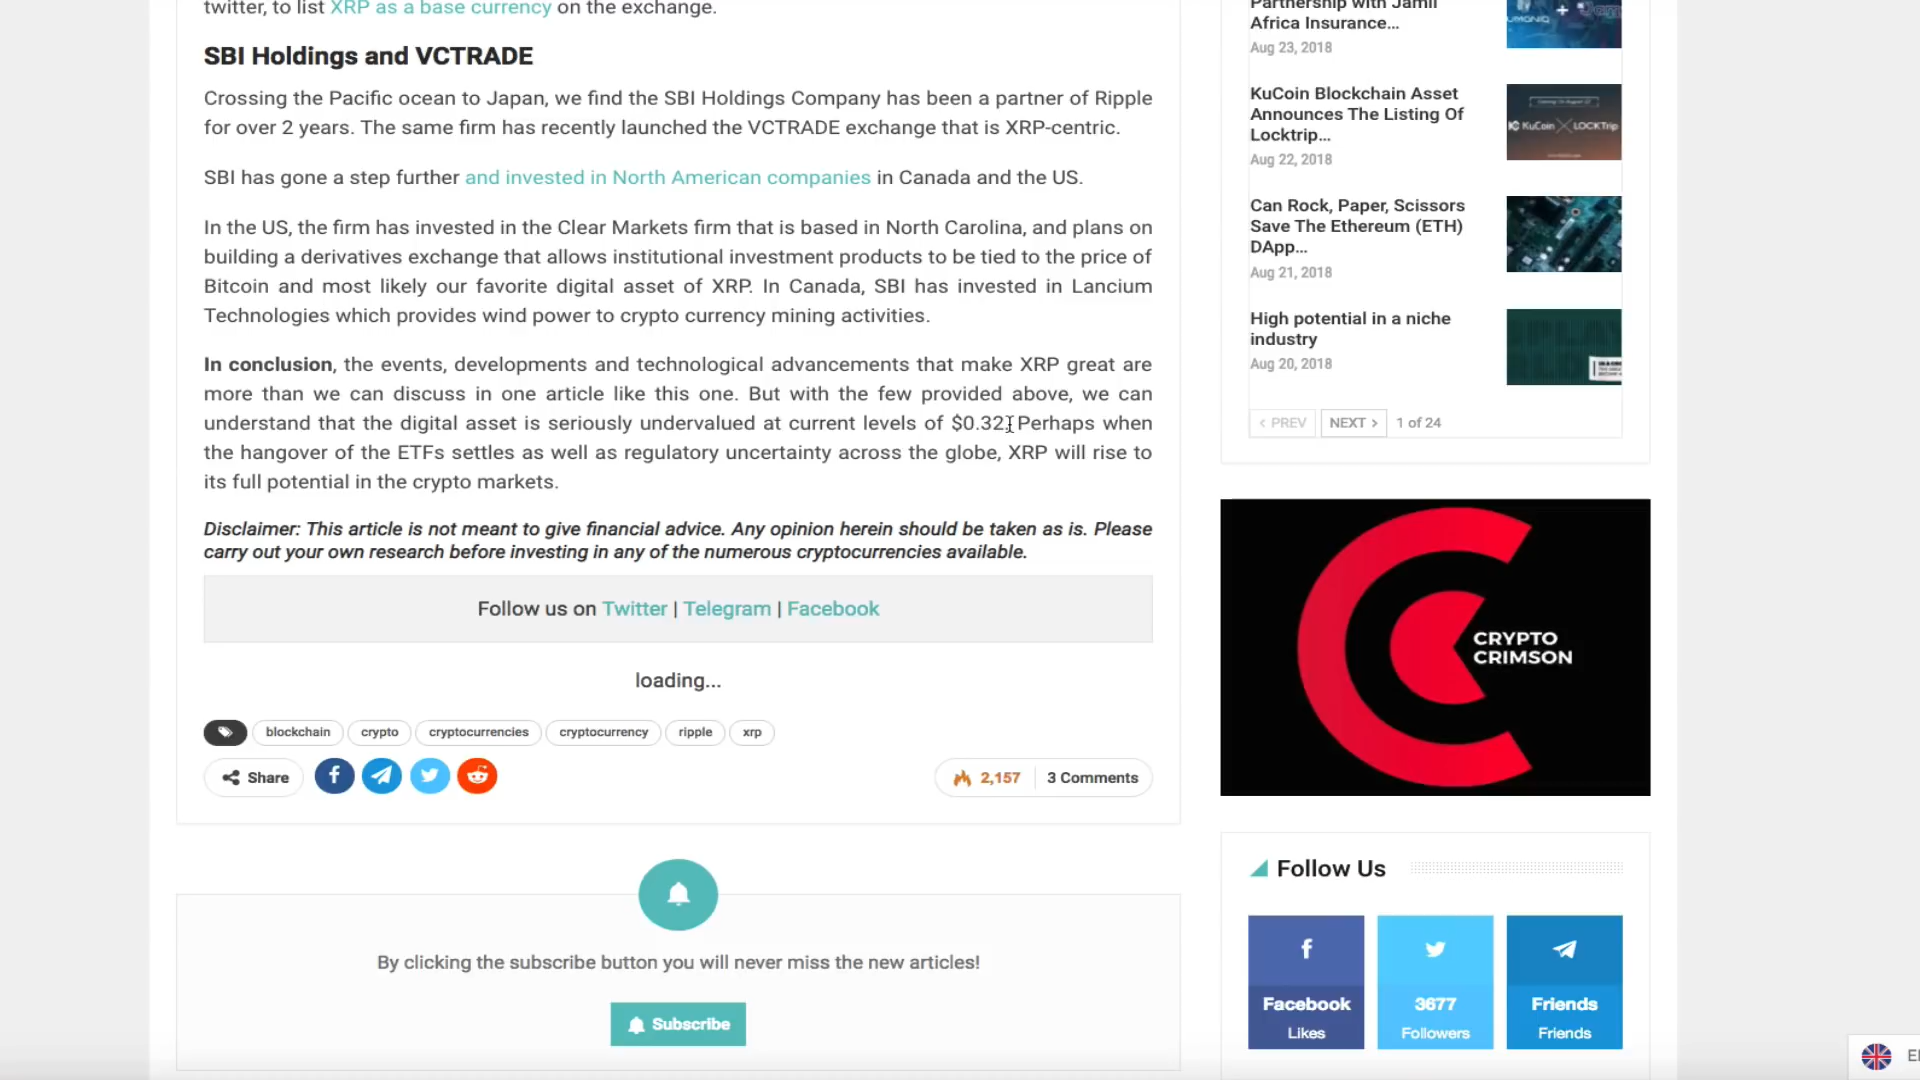 twitter, to list XRP as a base currency on the exchange.
SBI Holdings and VCTRADE
Crossing the Pacific ocean to Japan, we find the SBI Holdings Company has been a partner of Ripple
for over 2 years. The same firm has recently launched the VCTRADE exchange that is XRP-centric.
SBI has gone a step further and invested in North American companies in Canada and the US.
In the US, the firm has invested in the Clear Markets firm that is based in North Carolina, and plans on
building a derivatives exchange that allows institutional investment products to be tied to the price of
Bitcoin and most likely our favorite digital asset of XRP. In Canada, SBI has invested in Lancium
Technologies which provides wind power to crypto currency mining activities.
In conclusion, the events, developments and technological advancements that make XRP great are
more than we can discuss in one article like this one. But with the few provided above, we can
understand that the digital asset is seriously undervalued at current levels of $0.32. Perhaps when
the hangover of the ETFs settles as well as regulatory uncertainty across the globe, XRP will rise to
its full potential in the crypto markets.
Disclaimer: This article is not meant to give financial advice. Any opinion herein should be taken as is. Please
carry out your own research before investing in any of the numerous cryptocurrencies available.
Follow us on Twitter | Telegram | Facebook
loading...
blockchain crypto cryptocurrencies cryptocurrency ripple xrp
Share
2,157 3 Comments
By clicking the subscribe button you will never miss the new articles!
Subscribe
Partnership with Jamii
Africa Insurance...
Aug 23, 2018
KuCoin Blockchain Asset
Announces The Listing Of
Locktrip...
Aug 22, 2018
KuCoin LOCKTrip
Can Rock, Paper, Scissors
Save The Ethereum (ETH)
DApp...
Aug 21, 2018
High potential in a niche
industry
Aug 20, 2018
< PREV NEXT > 1 of 24
CRYPTO
CRIMSON
Follow Us
Facebook
Likes
3677
Followers
Friends
Friends